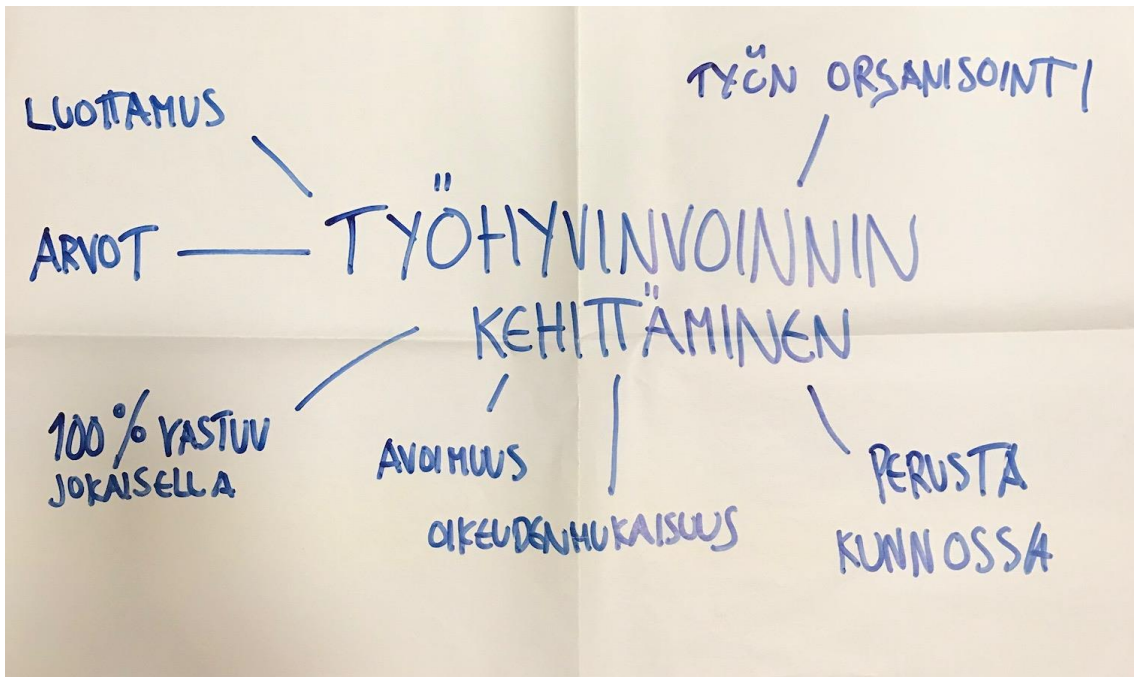 LUOTTAMUS
TYÖN ORGANISOINTI
ARVOT
TYÖHYVINVOINNIN
KEHITTÄMINEN
100% VASTUU
JOKAISELLA
AVOIMUUS
OIKEUDENMUKAISUUS
PERUSTA
KUNNOSSA